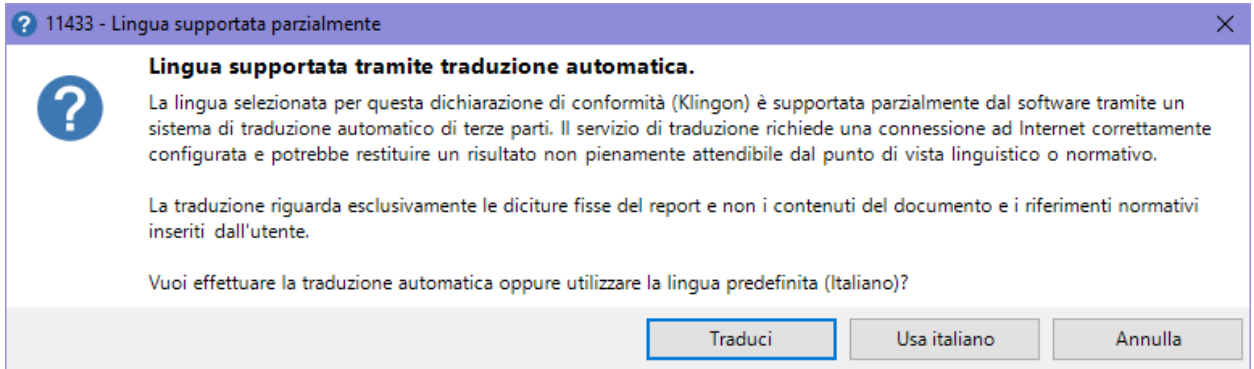 11433 - Lingua supportata parzialmente
Lingua supportata tramite traduzione automatica.
La lingua selezionata per questa dichiarazione di conformità (Klingon) è supportata parzialmente dal software tramite un
sistema di traduzione automatico di terze parti. Il servizio di traduzione richiede una connessione ad Internet correttamente
configurata e potrebbe restituire un risultato non pienamente attendibile dal punto di vista linguistico o normativo.
La traduzione riguarda esclusivamente le diciture fisse del report e non i contenuti del documento e i riferimenti normativi
inseriti dall'utente.
Vuoi effettuare la traduzione automatica oppure utilizzare la lingua predefinita (Italiano)?
Traduci
Usa italiano
Annulla